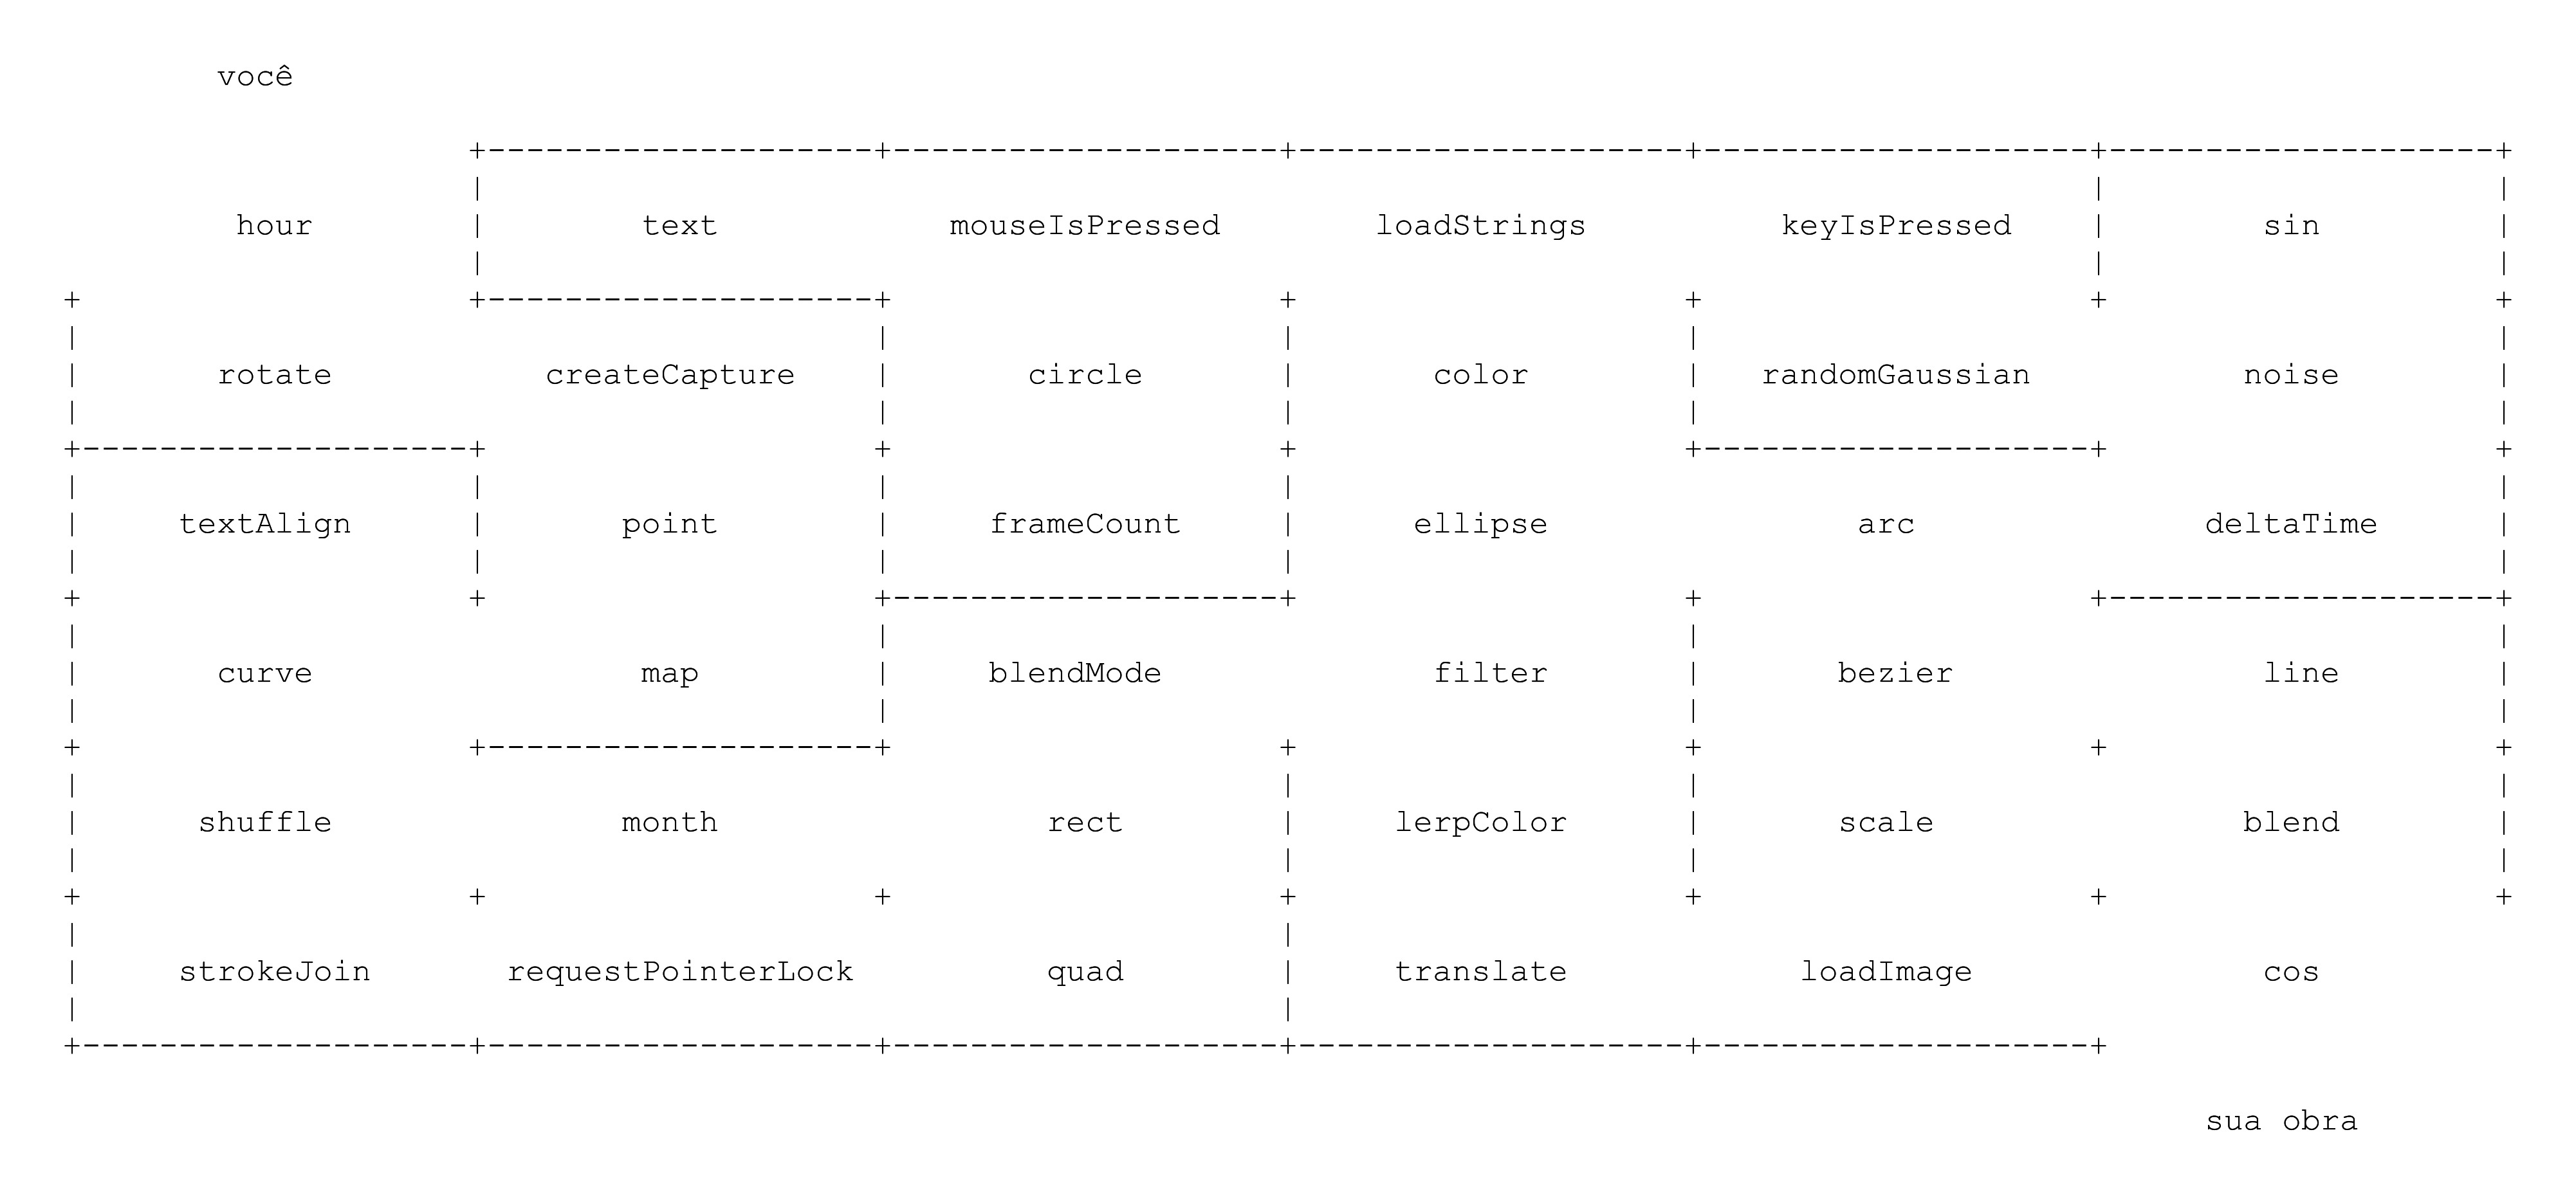 você
hour text mouseIsPressed loadStrings keyIsPressed sin
rotate createCapture circle color randomGaussian noise
textAlign point frameCount ellipse arc deltaTime
curve map blendMode filter bezier line
shuffle month rect lerpColor scale blend
strokeJoin requestPointerLock quad translate loadImage cos
sua obra